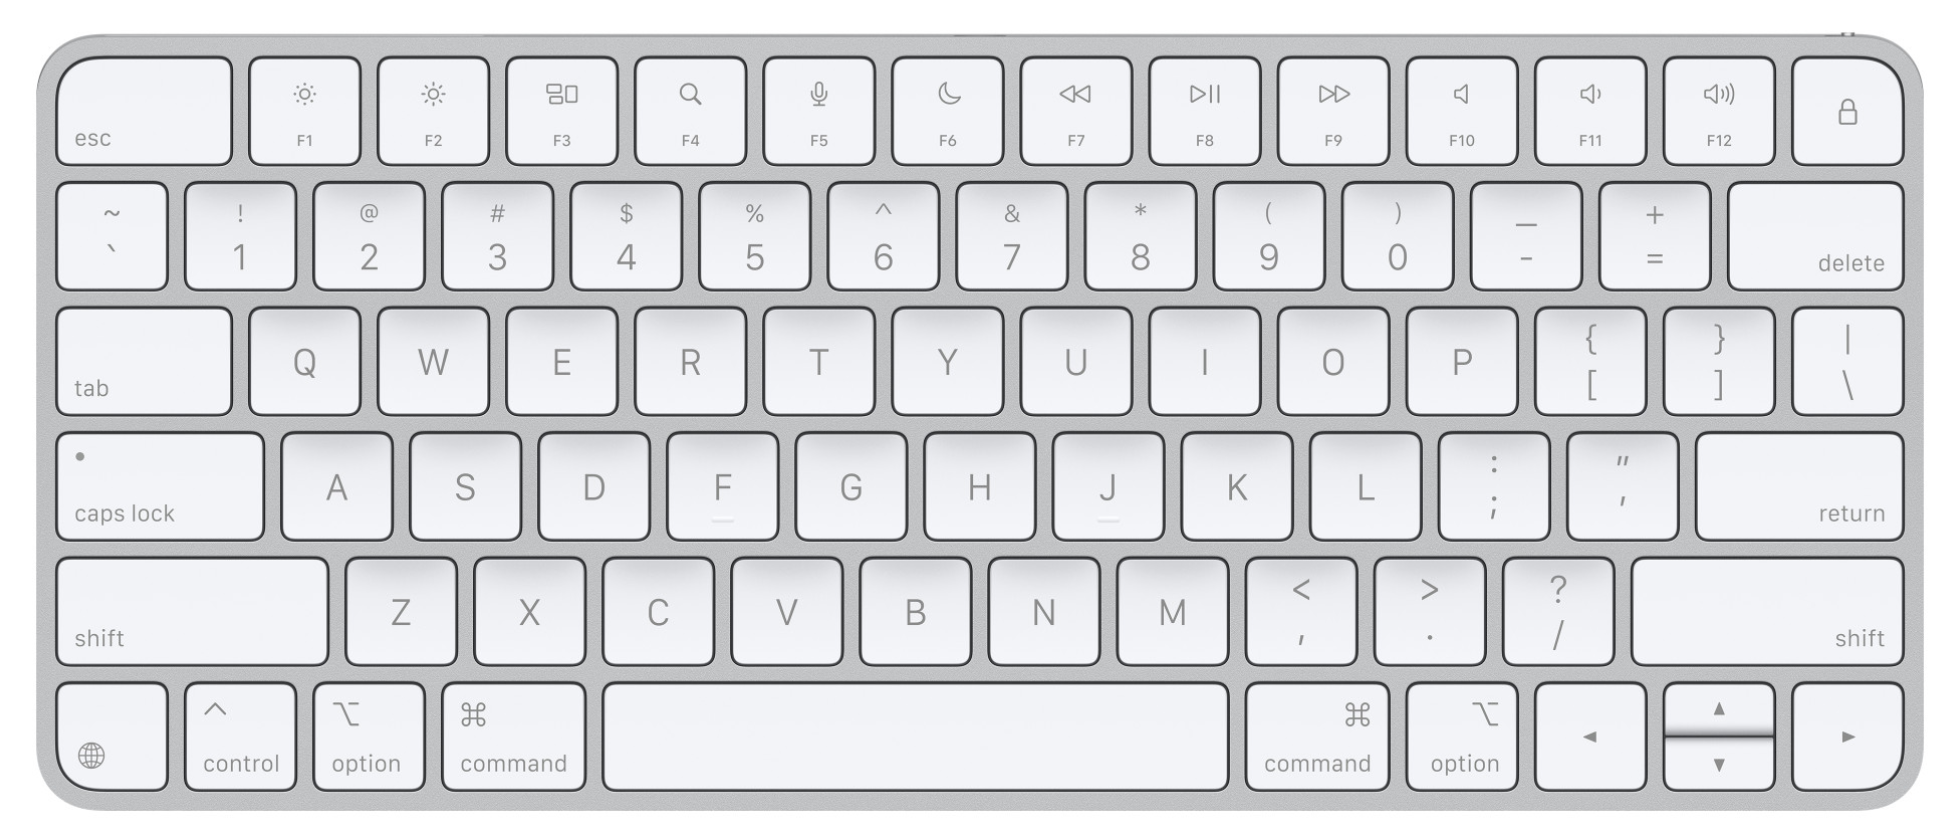 esc F1 F2 F3 F4 F5 F6 F7 F8 F9 F10 F11 F12
~ ! @ # $ % ^ & * ( ) _ +
` 1 2 3 4 5 6 7 8 9 0 - = delete
{ } |
tab Q W E R T Y U I O P [ ] \
: "
caps lock A S D F G H J K L ; ' return
< > ?
shift Z X C V B N M , . / shift
^ ⌥ ⌘ ⌘ ⌥ ▲
◄ ►
control option command command option ▼